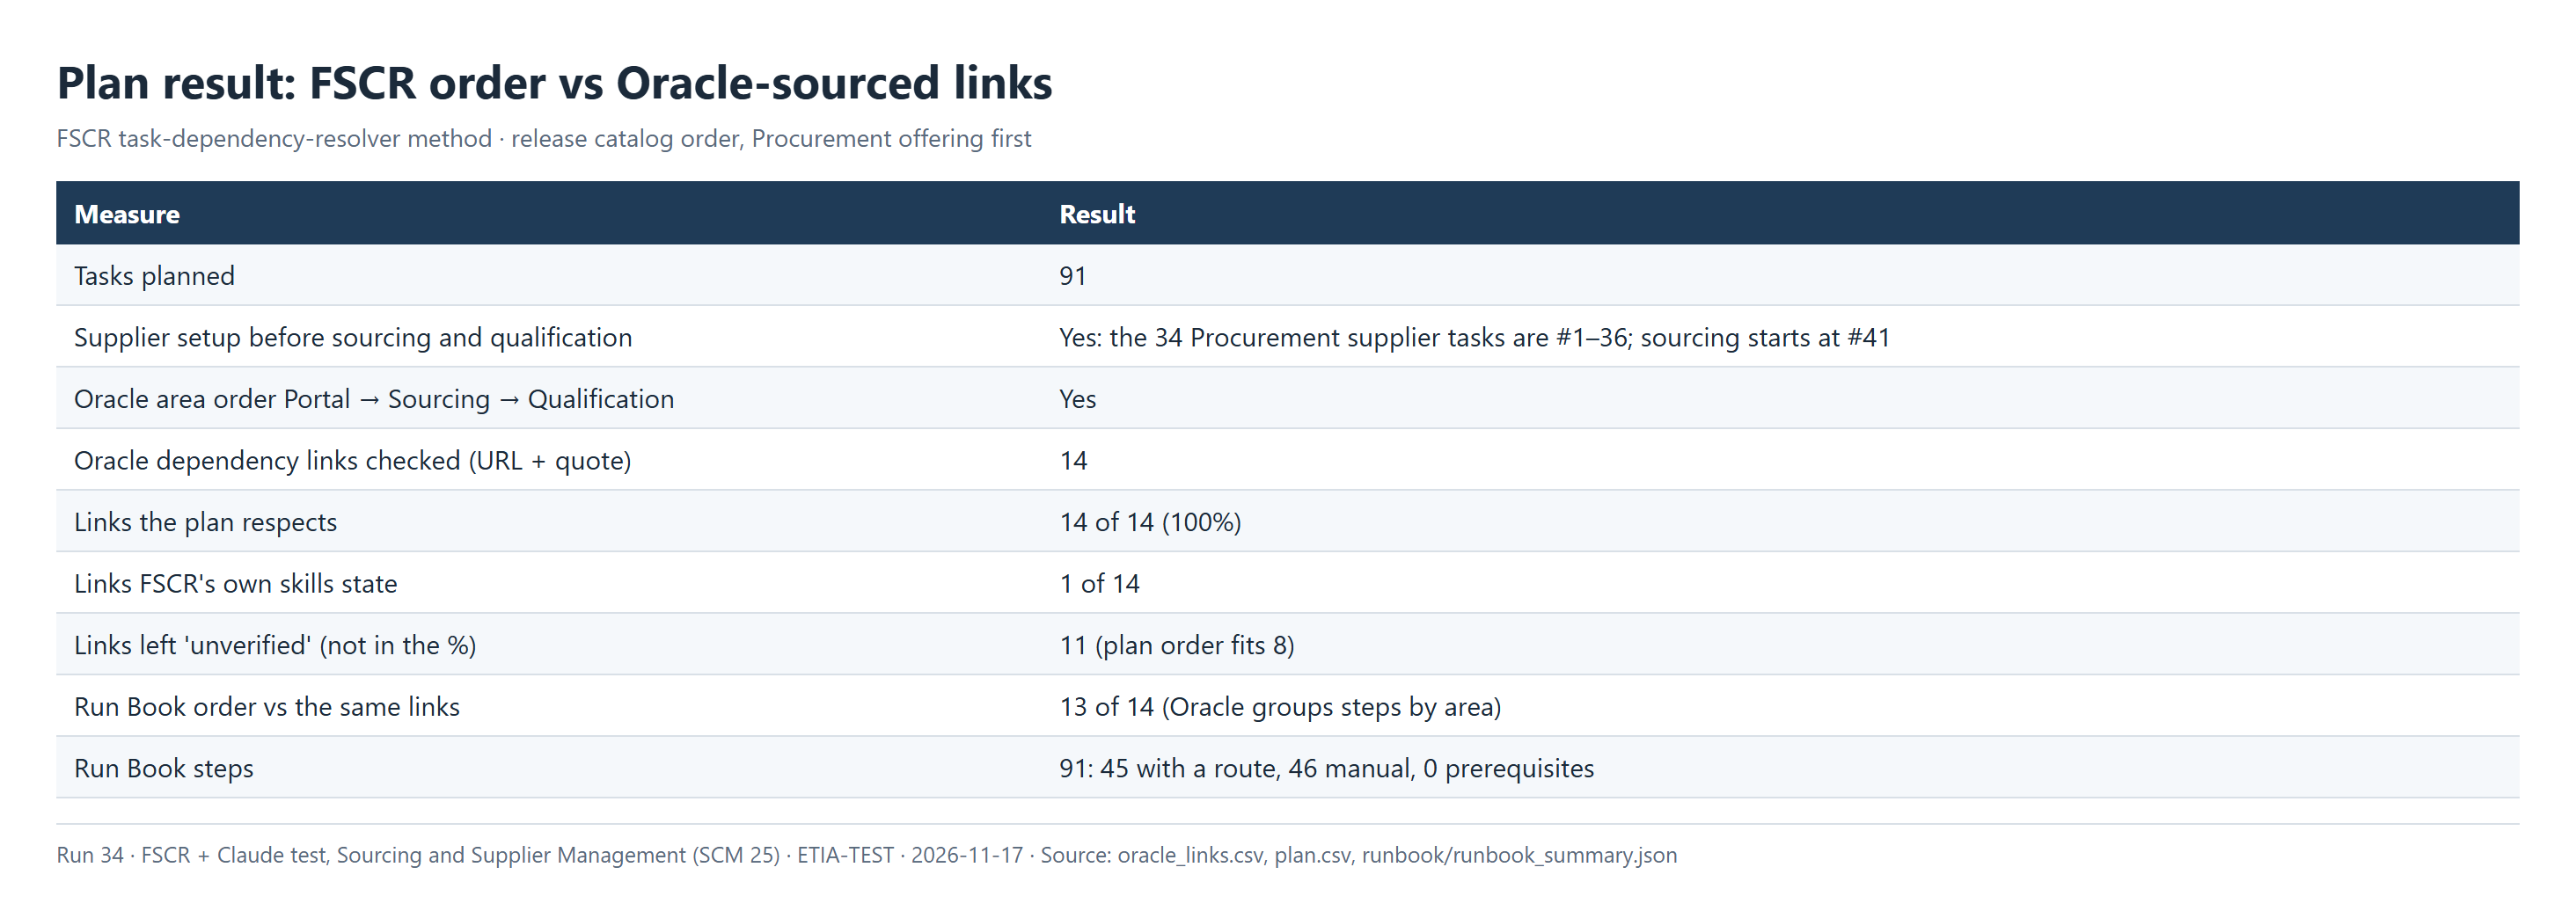 Plan result: FSCR order vs Oracle-sourced links
FSCR task-dependency-resolver method · release catalog order, Procurement offering first
Measure Result
Tasks planned 91
Supplier setup before sourcing and qualification Yes: the 34 Procurement supplier tasks are #1–36; sourcing starts at #41
Oracle area order Portal → Sourcing → Qualification Yes
Oracle dependency links checked (URL + quote) 14
Links the plan respects 14 of 14 (100%)
Links FSCR's own skills state 1 of 14
Links left 'unverified' (not in the %) 11 (plan order fits 8)
Run Book order vs the same links 13 of 14 (Oracle groups steps by area)
Run Book steps 91: 45 with a route, 46 manual, 0 prerequisites
Run 34 · FSCR + Claude test, Sourcing and Supplier Management (SCM 25) · ETIA-TEST · 2026-11-17 · Source: oracle_links.csv, plan.csv, runbook/runbook_summary.json